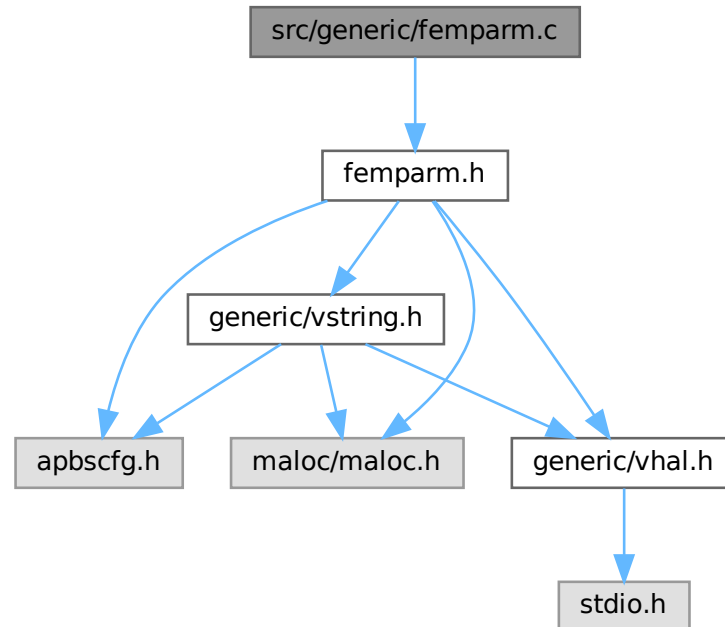 src/generic/femparm.c
femparm.h
generic/vstring.h
apbscfg.h
maloc/maloc.h
generic/vhal.h
stdio.h